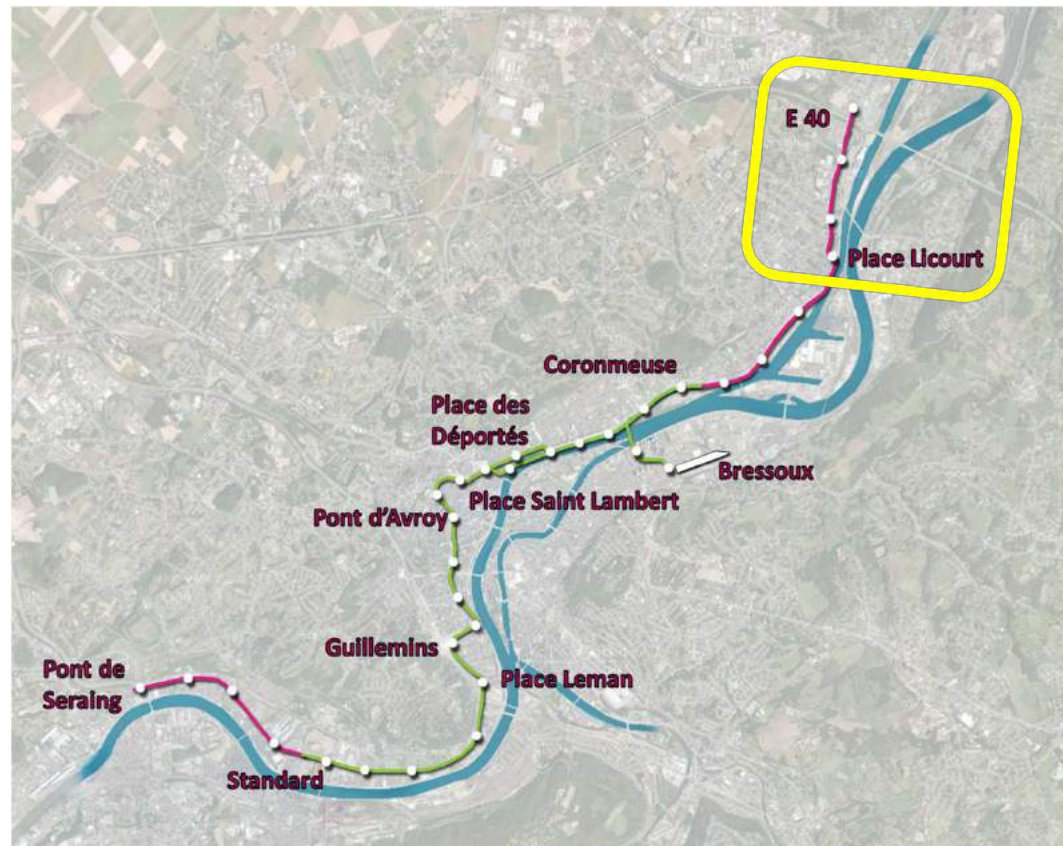 E 40
Place Licourt
Coronmeuse
Place des
Déportés
Bressoux
Place Saint Lambert
Pont d'Avroy
Guillemins
Place Leman
Pont de
Seraing
Standard